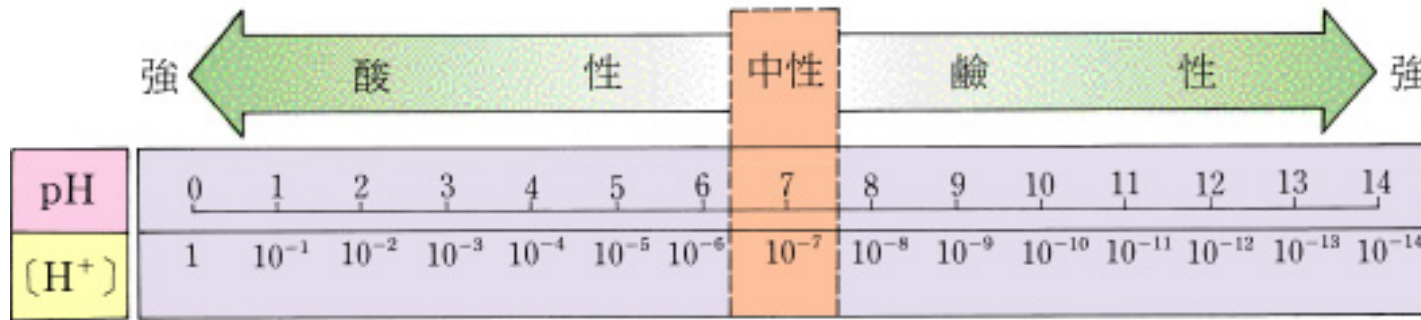 強 酸 性 中性 鹼 性 強
pH 0 1 2 3 4 5 6 7 8 9 10 11 12 13 14
〔H⁺〕 1 10⁻¹ 10⁻² 10⁻³ 10⁻⁴ 10⁻⁵ 10⁻⁶ 10⁻⁷ 10⁻⁸ 10⁻⁹ 10⁻¹⁰ 10⁻¹¹ 10⁻¹² 10⁻¹³ 10⁻¹⁴